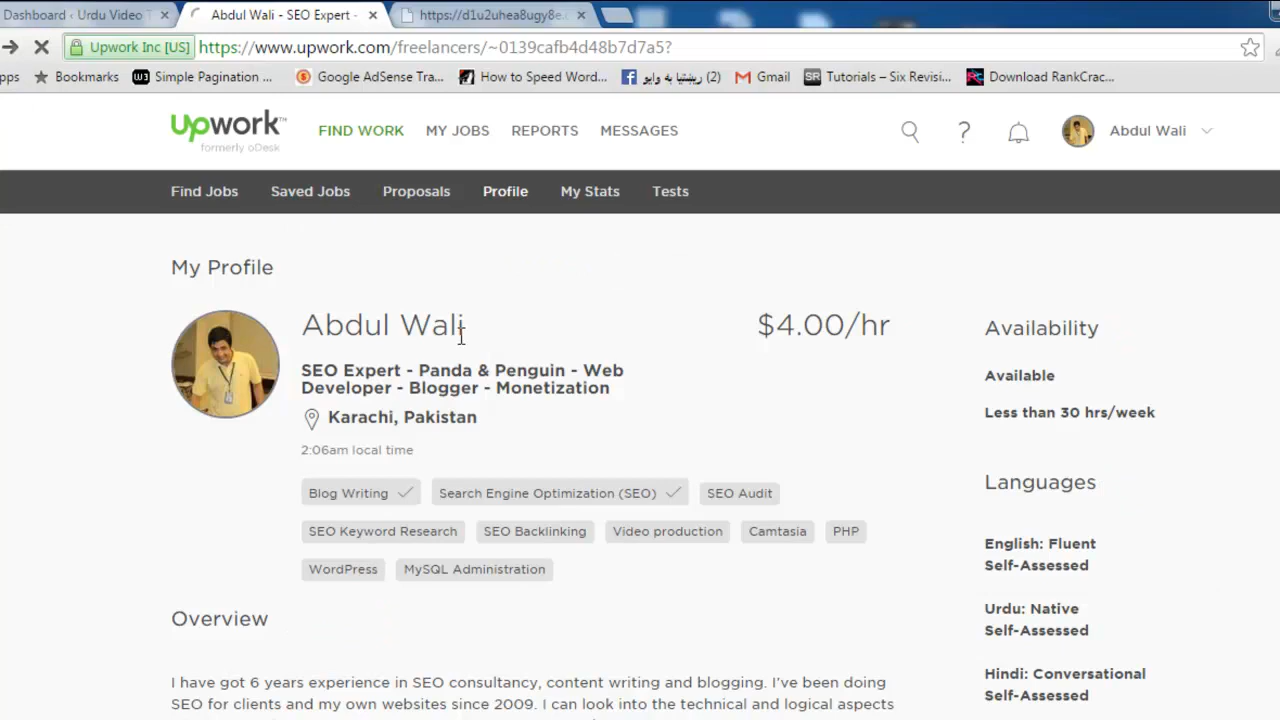 Dashboard ‹ Urdu Video T
Abdul Wali - SEO Expert -
https://d1u2uhea8ugy8e.c
Upwork Inc [US]
https://www.upwork.com/freelancers/~0139cafb4d48b7d7a5?
pps
Bookmarks
Simple Pagination ...
Google AdSense Tra...
How to Speed Word...
(2) ریښتیا به وایو
Gmail
Tutorials – Six Revisi...
Download RankCrac...
Upwork™
formerly oDesk
FIND WORK
MY JOBS
REPORTS
MESSAGES
Abdul Wali
Find Jobs
Saved Jobs
Proposals
Profile
My Stats
Tests
My Profile
Abdul Wali
$4.00/hr
SEO Expert - Panda & Penguin - Web
Developer - Blogger - Monetization
Karachi, Pakistan
2:06am local time
Blog Writing
Search Engine Optimization (SEO)
SEO Audit
SEO Keyword Research
SEO Backlinking
Video production
Camtasia
PHP
WordPress
MySQL Administration
Overview
I have got 6 years experience in SEO consultancy, content writing and blogging. I've been doing
SEO for clients and my own websites since 2009. I can look into the technical and logical aspects
Availability
Available
Less than 30 hrs/week
Languages
English: Fluent
Self-Assessed
Urdu: Native
Self-Assessed
Hindi: Conversational
Self-Assessed